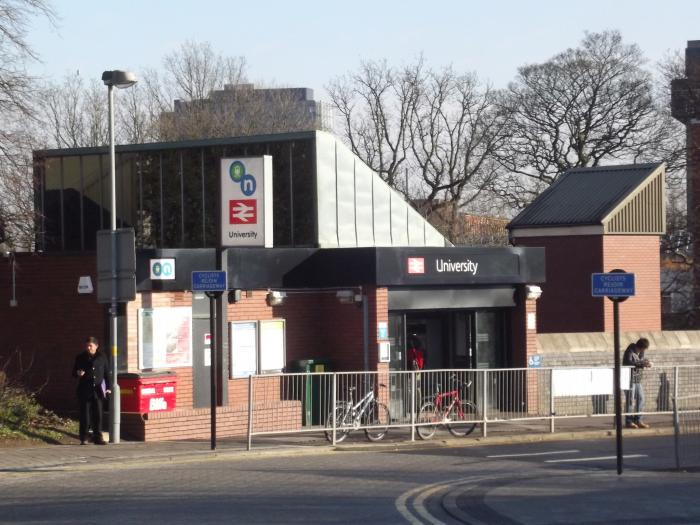 n
University
University
n
CYCLISTS
REJOIN
CARRIAGEWAY
CYCLISTS
REJOIN
CARRIAGEWAY